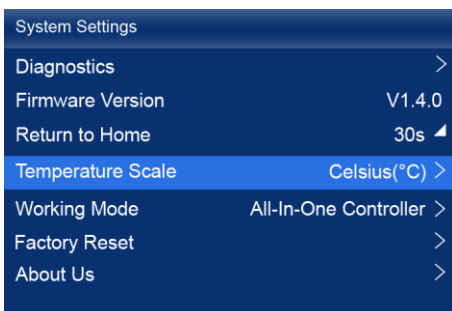 System Settings
Diagnostics >
Firmware Version V1.4.0
Return to Home 30s
Temperature Scale Celsius(°C) >
Working Mode All-In-One Controller >
Factory Reset >
About Us >